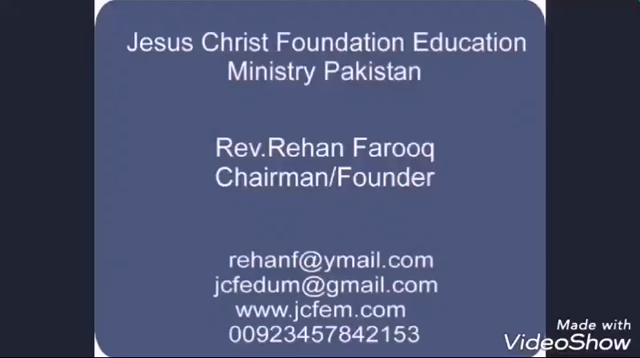 Jesus Christ Foundation Education
Ministry Pakistan
Rev.Rehan Farooq
Chairman/Founder
rehanf@ymail.com
jcfedum@gmail.com
www.jcfem.com
00923457842153
Made with
VideoShow